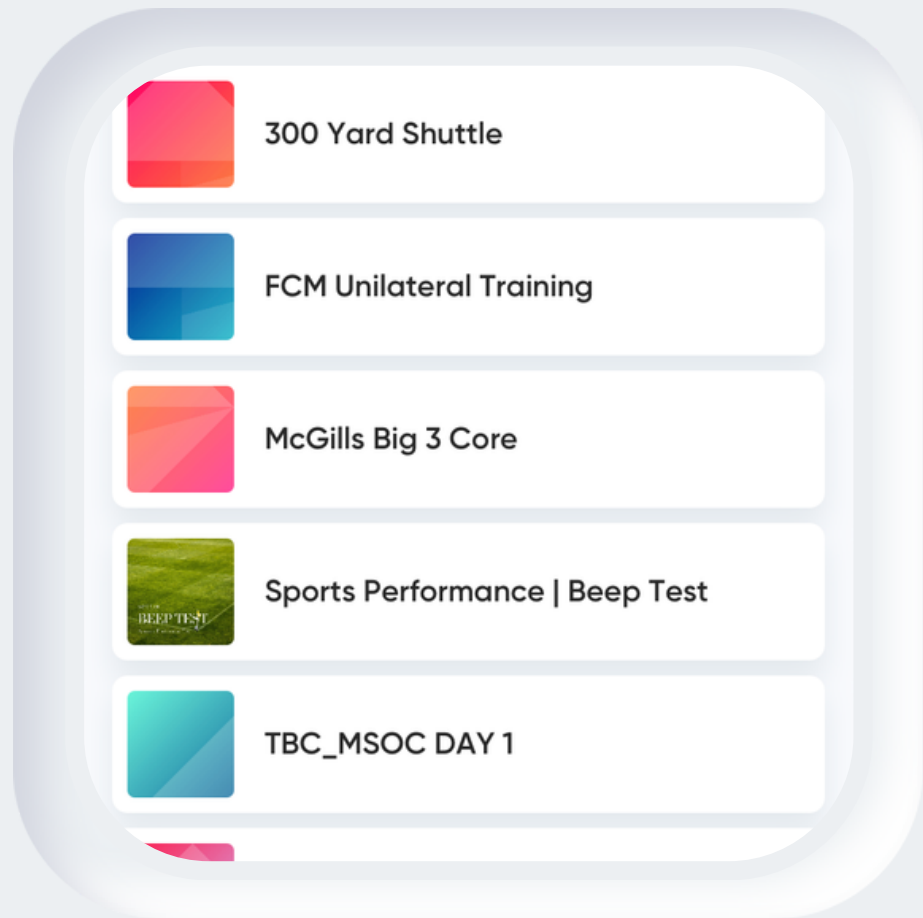 300 Yard Shuttle
FCM Unilateral Training
McGills Big 3 Core
BEEP TEST
Sports Performance | Beep Test
TBC_MSOC DAY 1